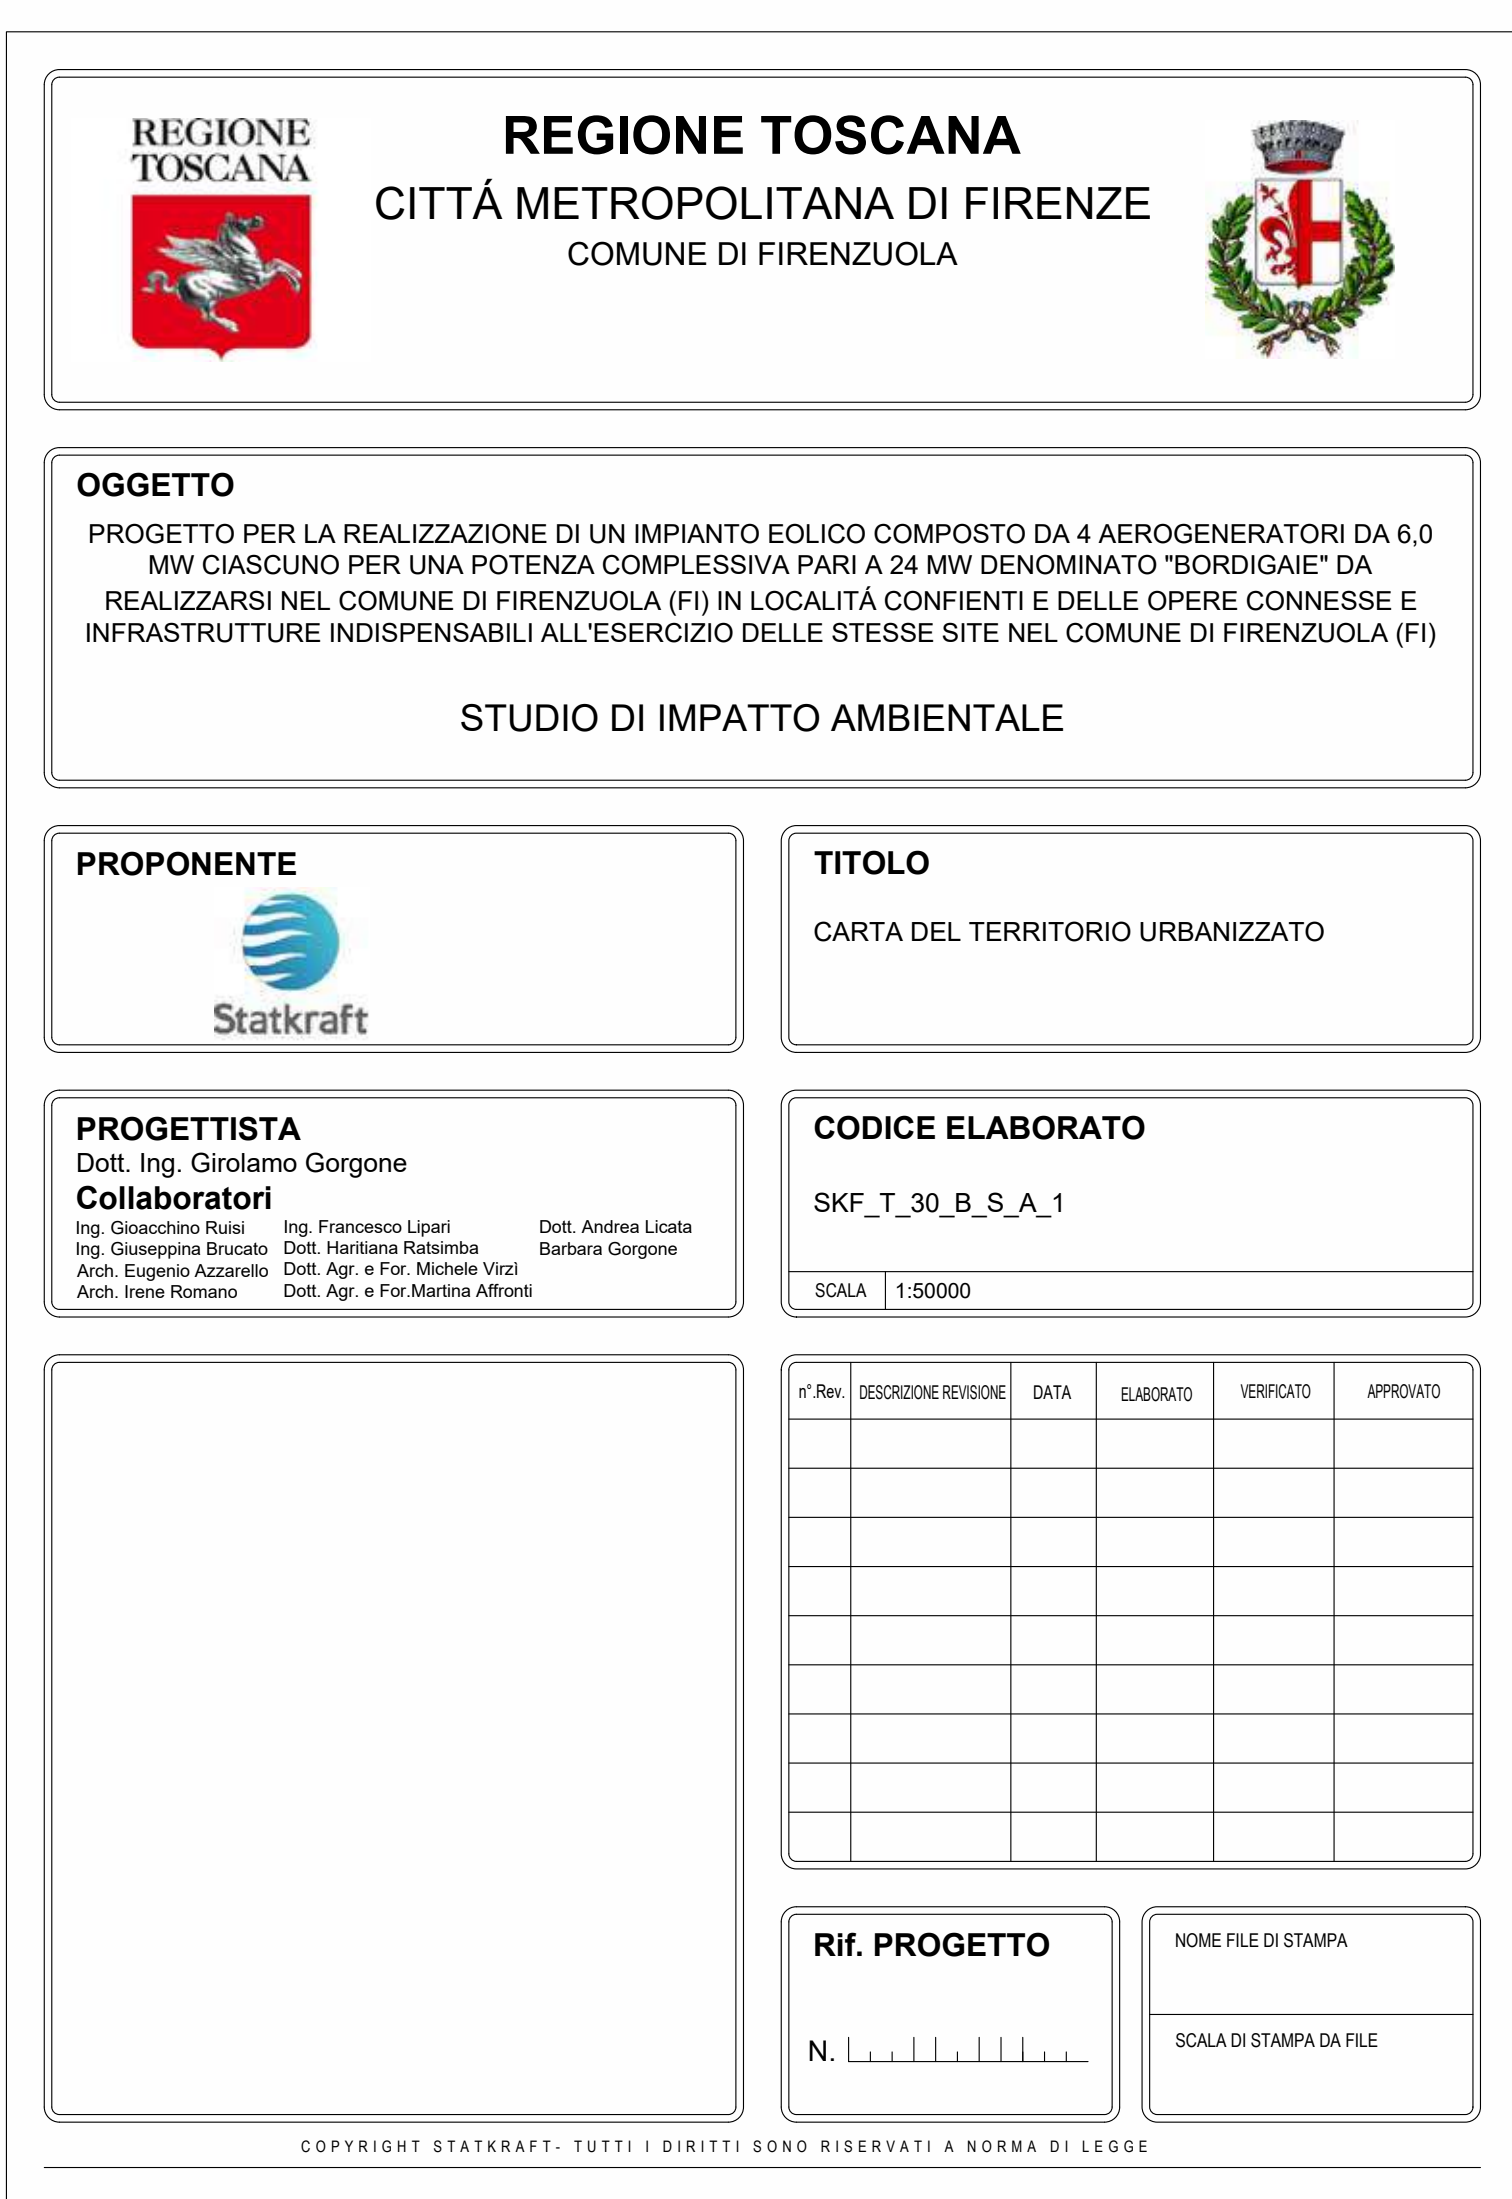 REGIONE
TOSCANA
REGIONE TOSCANA
CITTÁ METROPOLITANA DI FIRENZE
COMUNE DI FIRENZUOLA
OGGETTO
PROGETTO PER LA REALIZZAZIONE DI UN IMPIANTO EOLICO COMPOSTO DA 4 AEROGENERATORI DA 6,0
MW CIASCUNO PER UNA POTENZA COMPLESSIVA PARI A 24 MW DENOMINATO "BORDIGAIE" DA
REALIZZARSI NEL COMUNE DI FIRENZUOLA (FI) IN LOCALITÁ CONFIENTI E DELLE OPERE CONNESSE E
INFRASTRUTTURE INDISPENSABILI ALL'ESERCIZIO DELLE STESSE SITE NEL COMUNE DI FIRENZUOLA (FI)
STUDIO DI IMPATTO AMBIENTALE
PROPONENTE
Statkraft
TITOLO
CARTA DEL TERRITORIO URBANIZZATO
PROGETTISTA
Dott. Ing. Girolamo Gorgone
Collaboratori
Ing. Gioacchino Ruisi
Ing. Giuseppina Brucato
Arch. Eugenio Azzarello
Arch. Irene Romano
Ing. Francesco Lipari
Dott. Haritiana Ratsimba
Dott. Agr. e For. Michele Virzì
Dott. Agr. e For.Martina Affronti
Dott. Andrea Licata
Barbara Gorgone
CODICE ELABORATO
SKF_T_30_B_S_A_1
SCALA 1:50000
n°.Rev. DESCRIZIONE REVISIONE DATA ELABORATO VERIFICATO APPROVATO
Rif. PROGETTO
N.
NOME FILE DI STAMPA
SCALA DI STAMPA DA FILE
COPYRIGHT STATKRAFT- TUTTI I DIRITTI SONO RISERVATI A NORMA DI LEGGE